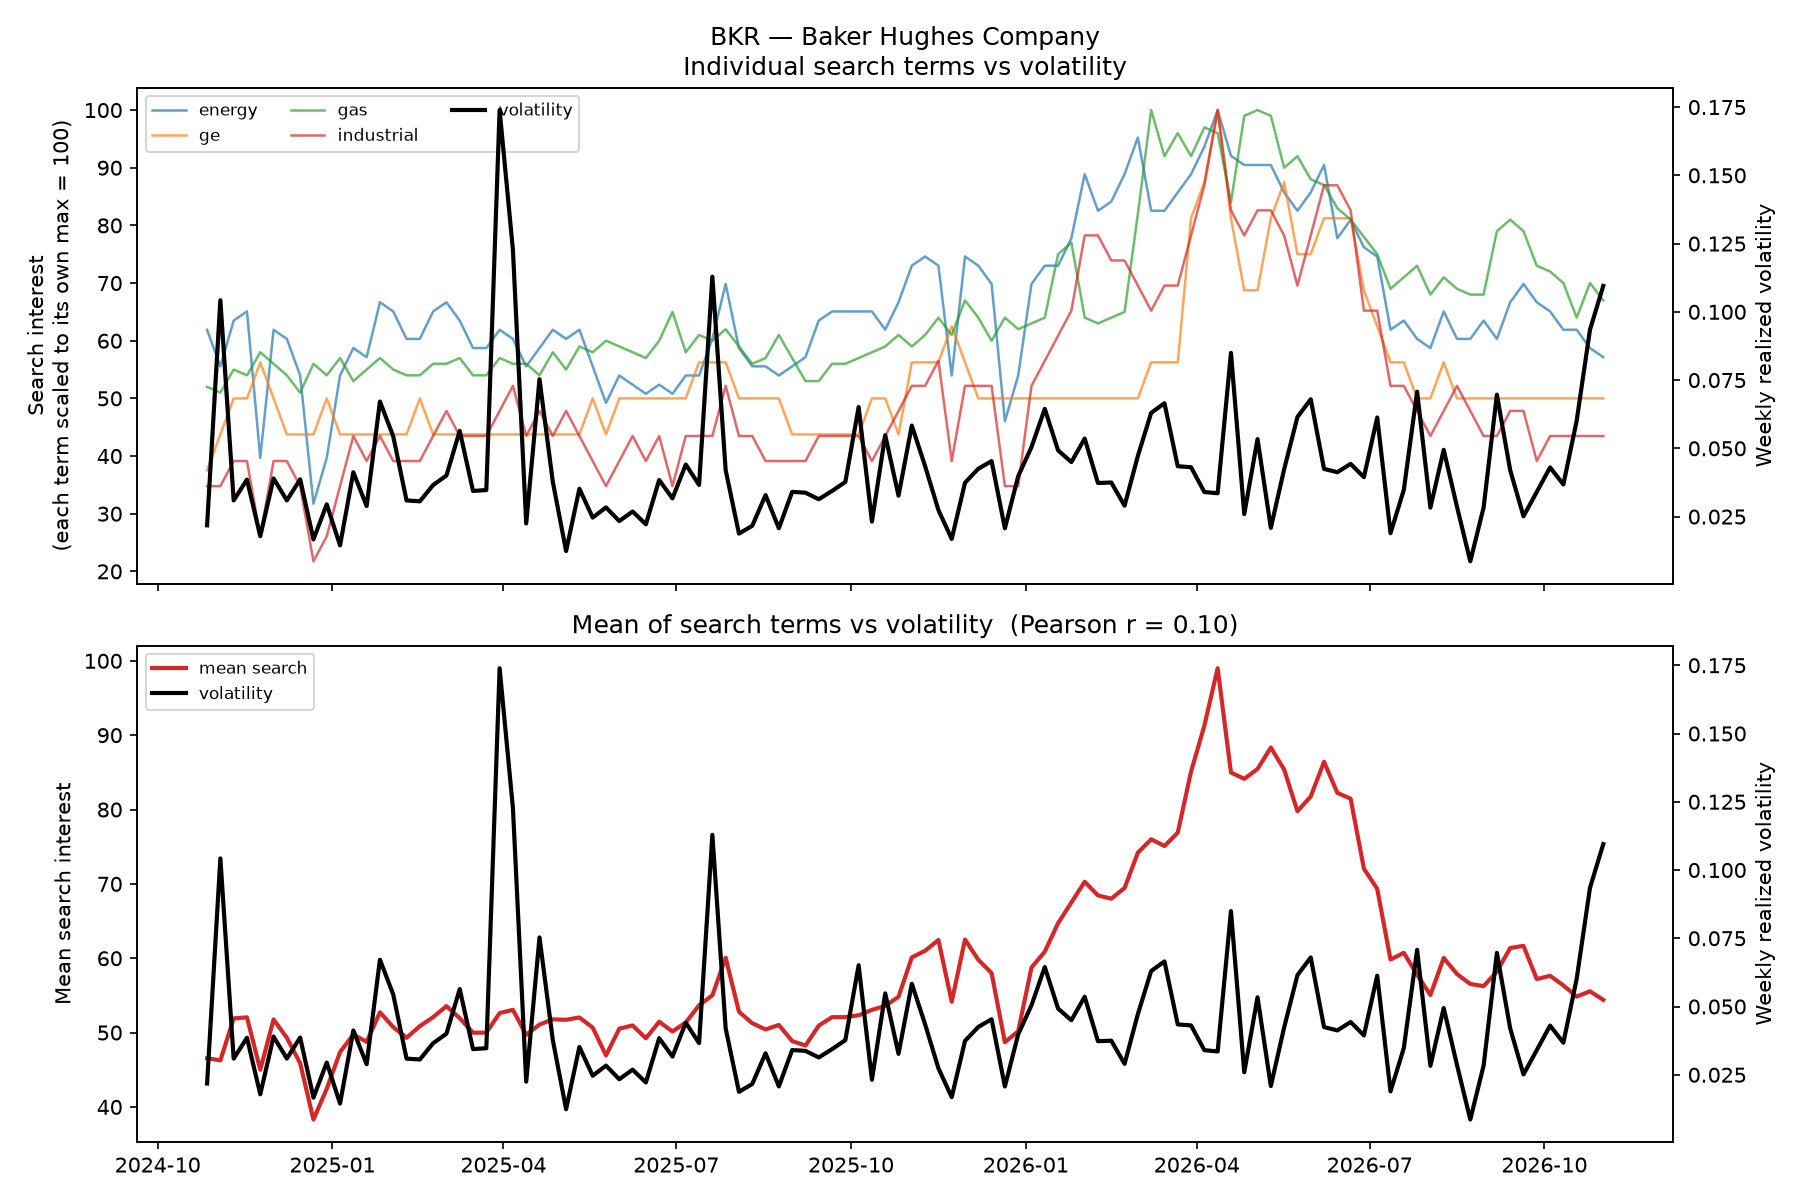 BKR — Baker Hughes Company
Individual search terms vs volatility
energy
ge
gas
industrial
volatility
Search interest
(each term scaled to its own max = 100)
100
90
80
70
60
50
40
30
20
0.175
0.150
0.125
0.100
0.075
0.050
0.025
Weekly realized volatility
Mean of search terms vs volatility (Pearson r = 0.10)
mean search
volatility
Mean search interest
100
90
80
70
60
50
40
0.175
0.150
0.125
0.100
0.075
0.050
0.025
Weekly realized volatility
2024-10
2025-01
2025-04
2025-07
2025-10
2026-01
2026-04
2026-07
2026-10